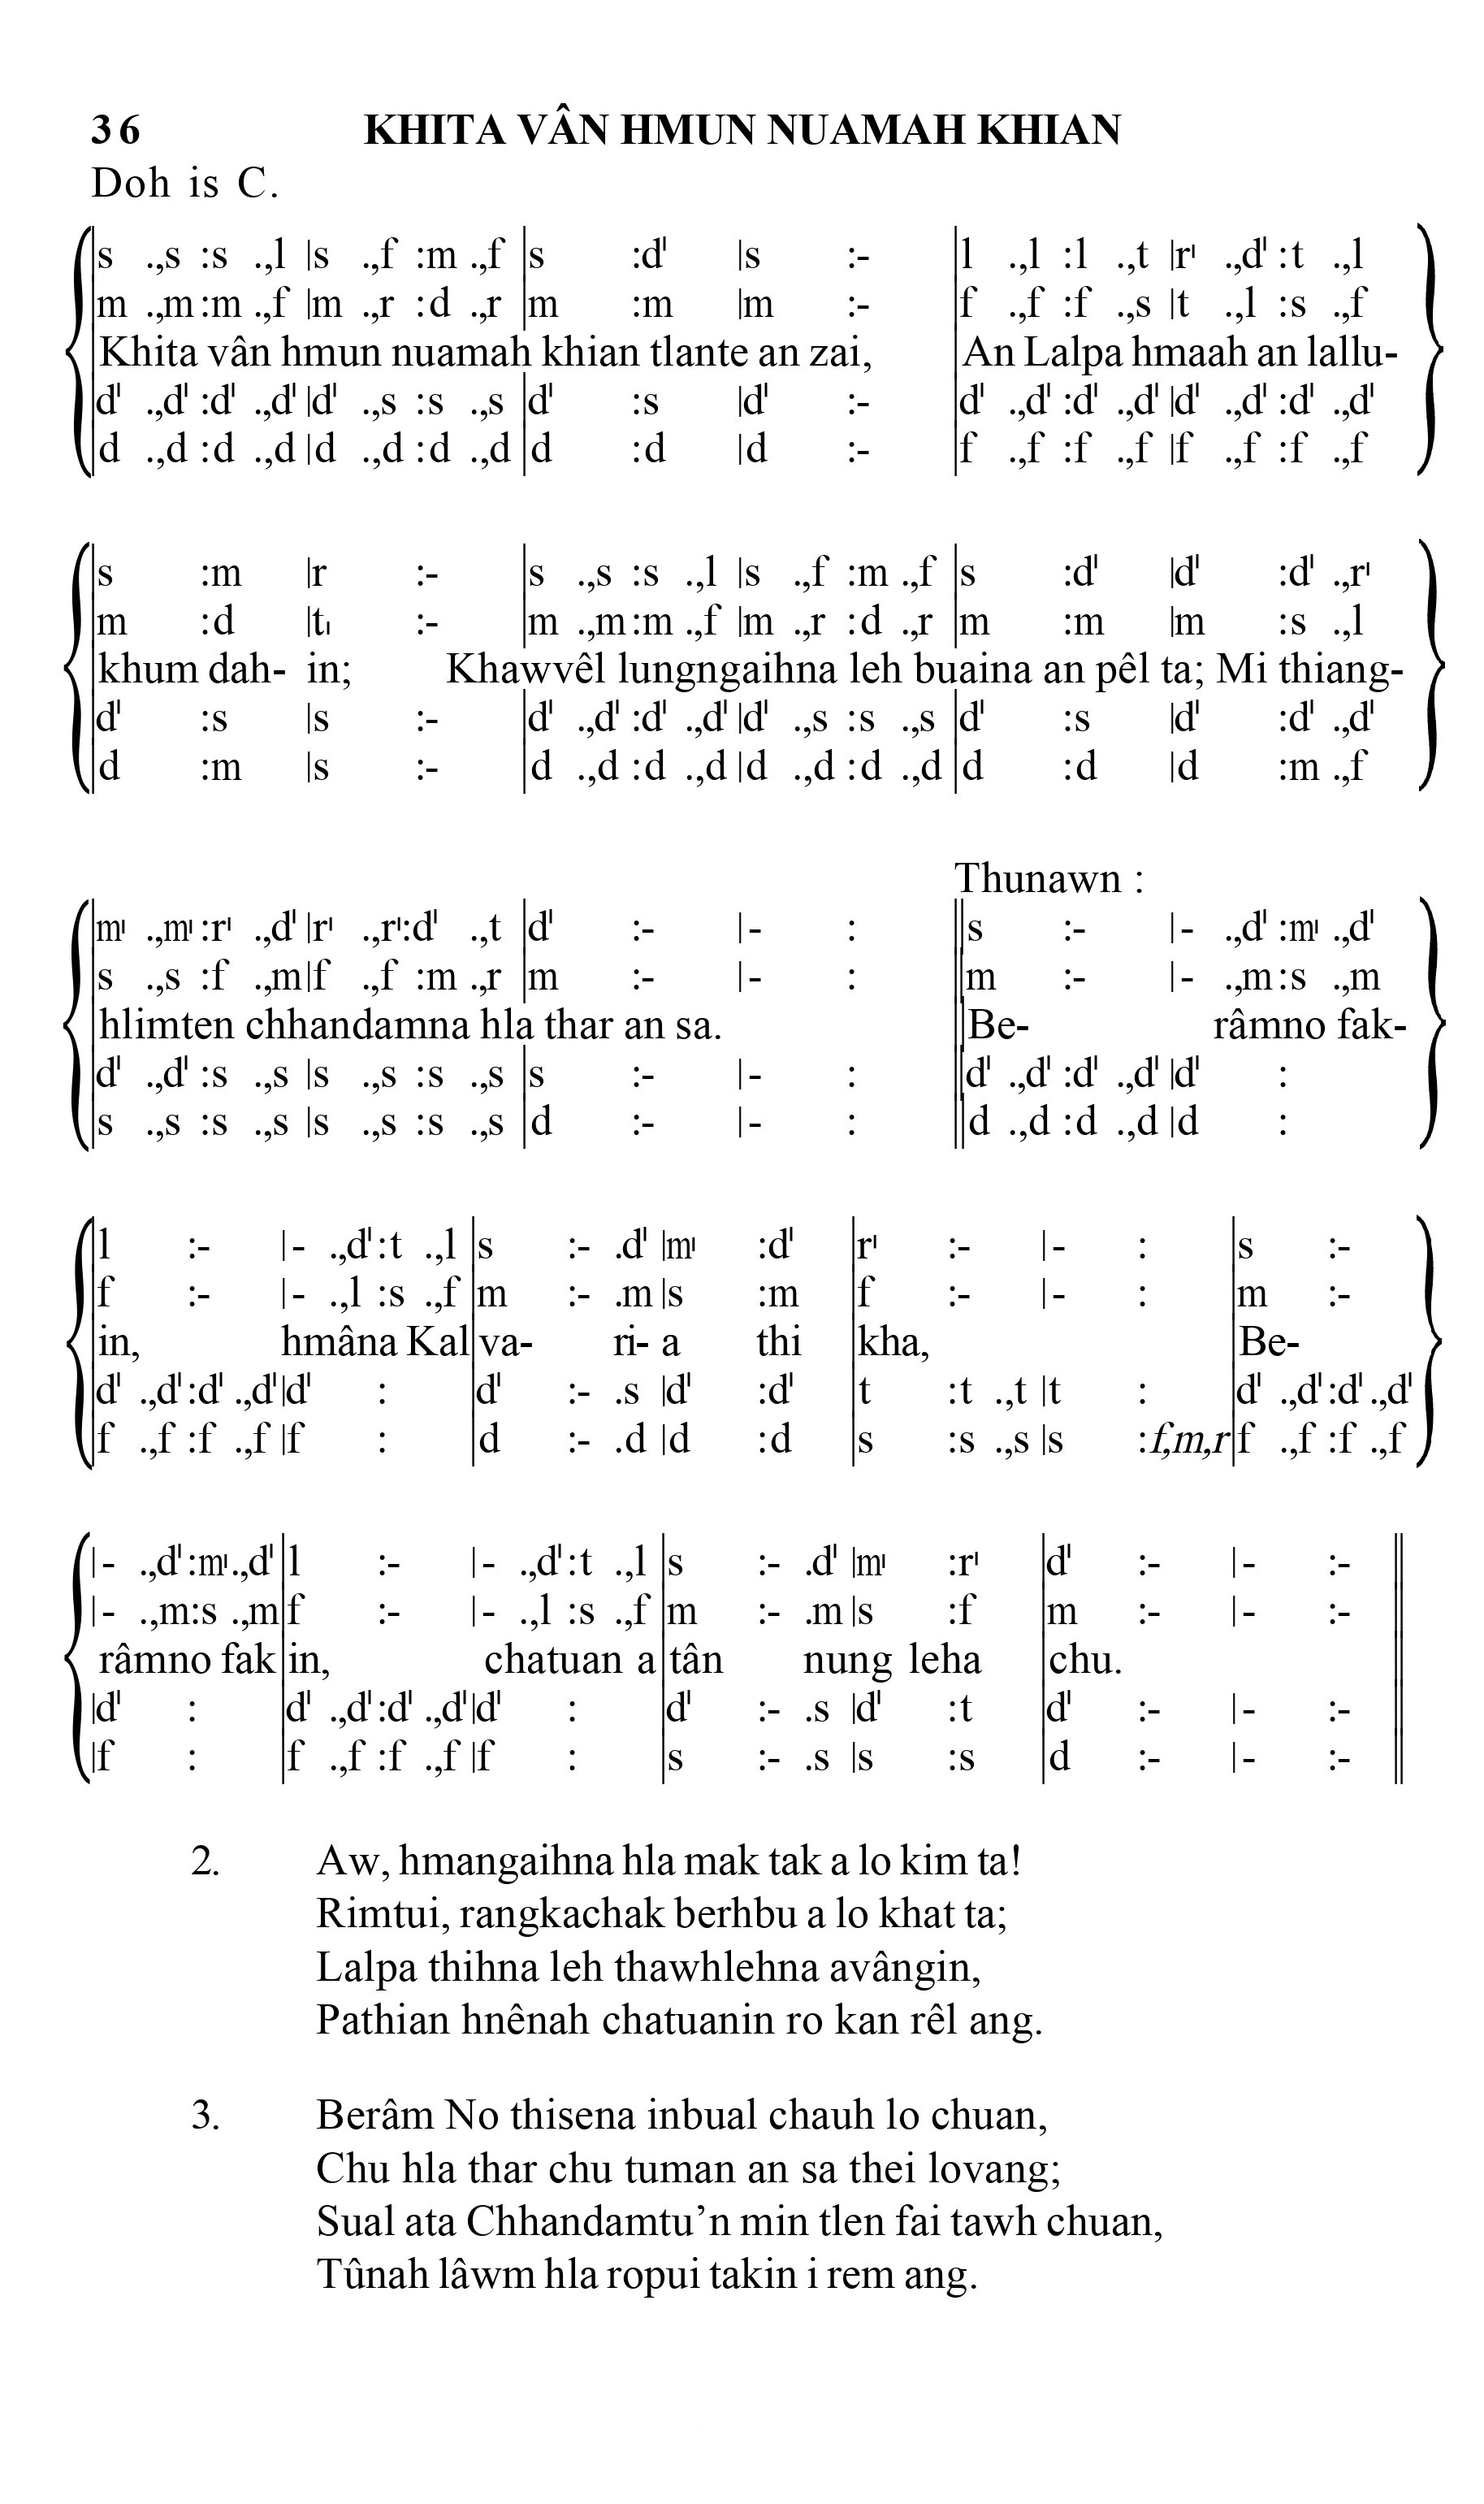 36 KHITA VÂN HMUN NUAMAH KHIAN
Doh is C.
|s .,s :s .,l |s .,f :m .,f |s :d' |s :- |l .,l :l .,t |r' .,d' :t .,l
|m .,m :m .,f |m .,r :d .,r |m :m |m :- |f .,f :f .,s |t .,l :s .,f
Khita vân hmun nuamah khian tlante an zai, An Lalpa hmaah an lallu-
|d' .,d' :d' .,d' |d' .,s :s .,s |d' :s |d' :- |d' .,d' :d' .,d' |d' .,d' :d' .,d'
|d .,d :d .,d |d .,d :d .,d |d :d |d :- |f .,f :f .,f |f .,f :f .,f
|s :m |r :- |s .,s :s .,l |s .,f :m .,f |s :d' |d' :d' .,r'
|m :d |t, :- |m .,m :m .,f |m .,r :d .,r |m :m |m :s .,l
khum dah- in; Khawvêl lungngaihna leh buaina an pêl ta; Mi thiang-
|d' :s |s :- |d' .,d' :d' .,d' |d' .,s :s .,s |d' :s |d' :d' .,d'
|d :m |s :- |d .,d :d .,d |d .,d :d .,d |d :d |d :m .,f
Thunawn :
|m' .,m' :r' .,d' |r' .,r' :d' .,t |d' :- |- : ||s :- |- .,d' :m' .,d'
|s .,s :f .,m |f .,f :m .,r |m :- |- : ||m :- |- .,m :s .,m
hlimten chhandamna hla thar an sa. Be- râmno fak-
|d' .,d' :s .,s |s .,s :s .,s |s :- |- : ||d' .,d' :d' .,d' |d' :
|s .,s :s .,s |s .,s :s .,s |d :- |- : ||d .,d :d .,d |d :
|l :- |- .,d' :t .,l |s :- .d' |m' :d' |r' :- |- : |s :-
|f :- |- .,l :s .,f |m :- .m |s :m |f :- |- : |m :-
in, hmâna Kal va- ri- a thi kha, Be-
|d' .,d' :d' .,d' |d' : |d' :- .s |d' :d' |t :t .,t |t : |d' .,d' :d' .,d'
|f .,f :f .,f |f : |d :- .d |d :d |s :s .,s |s :f,m,r |f .,f :f .,f
|- .,d' :m' .,d' |l :- |- .,d' :t .,l |s :- .d' |m' :r' |d' :- |- :- ||
|- .,m :s .,m |f :- |- .,l :s .,f |m :- .m |s :f |m :- |- :- ||
râmno fak in, chatuan a tân nung leha chu.
|d' : |d' .,d' :d' .,d' |d' : |d' :- .s |d' :t |d' :- |- :- ||
|f : |f .,f :f .,f |f : |s :- .s |s :s |d :- |- :- ||
2. Aw, hmangaihna hla mak tak a lo kim ta!
Rimtui, rangkachak berhbu a lo khat ta;
Lalpa thihna leh thawhlehna avângin,
Pathian hnênah chatuanin ro kan rêl ang.
3. Berâm No thisena inbual chauh lo chuan,
Chu hla thar chu tuman an sa thei lovang;
Sual ata Chhandamtu’n min tlen fai tawh chuan,
Tûnah lâwm hla ropui takin i rem ang.